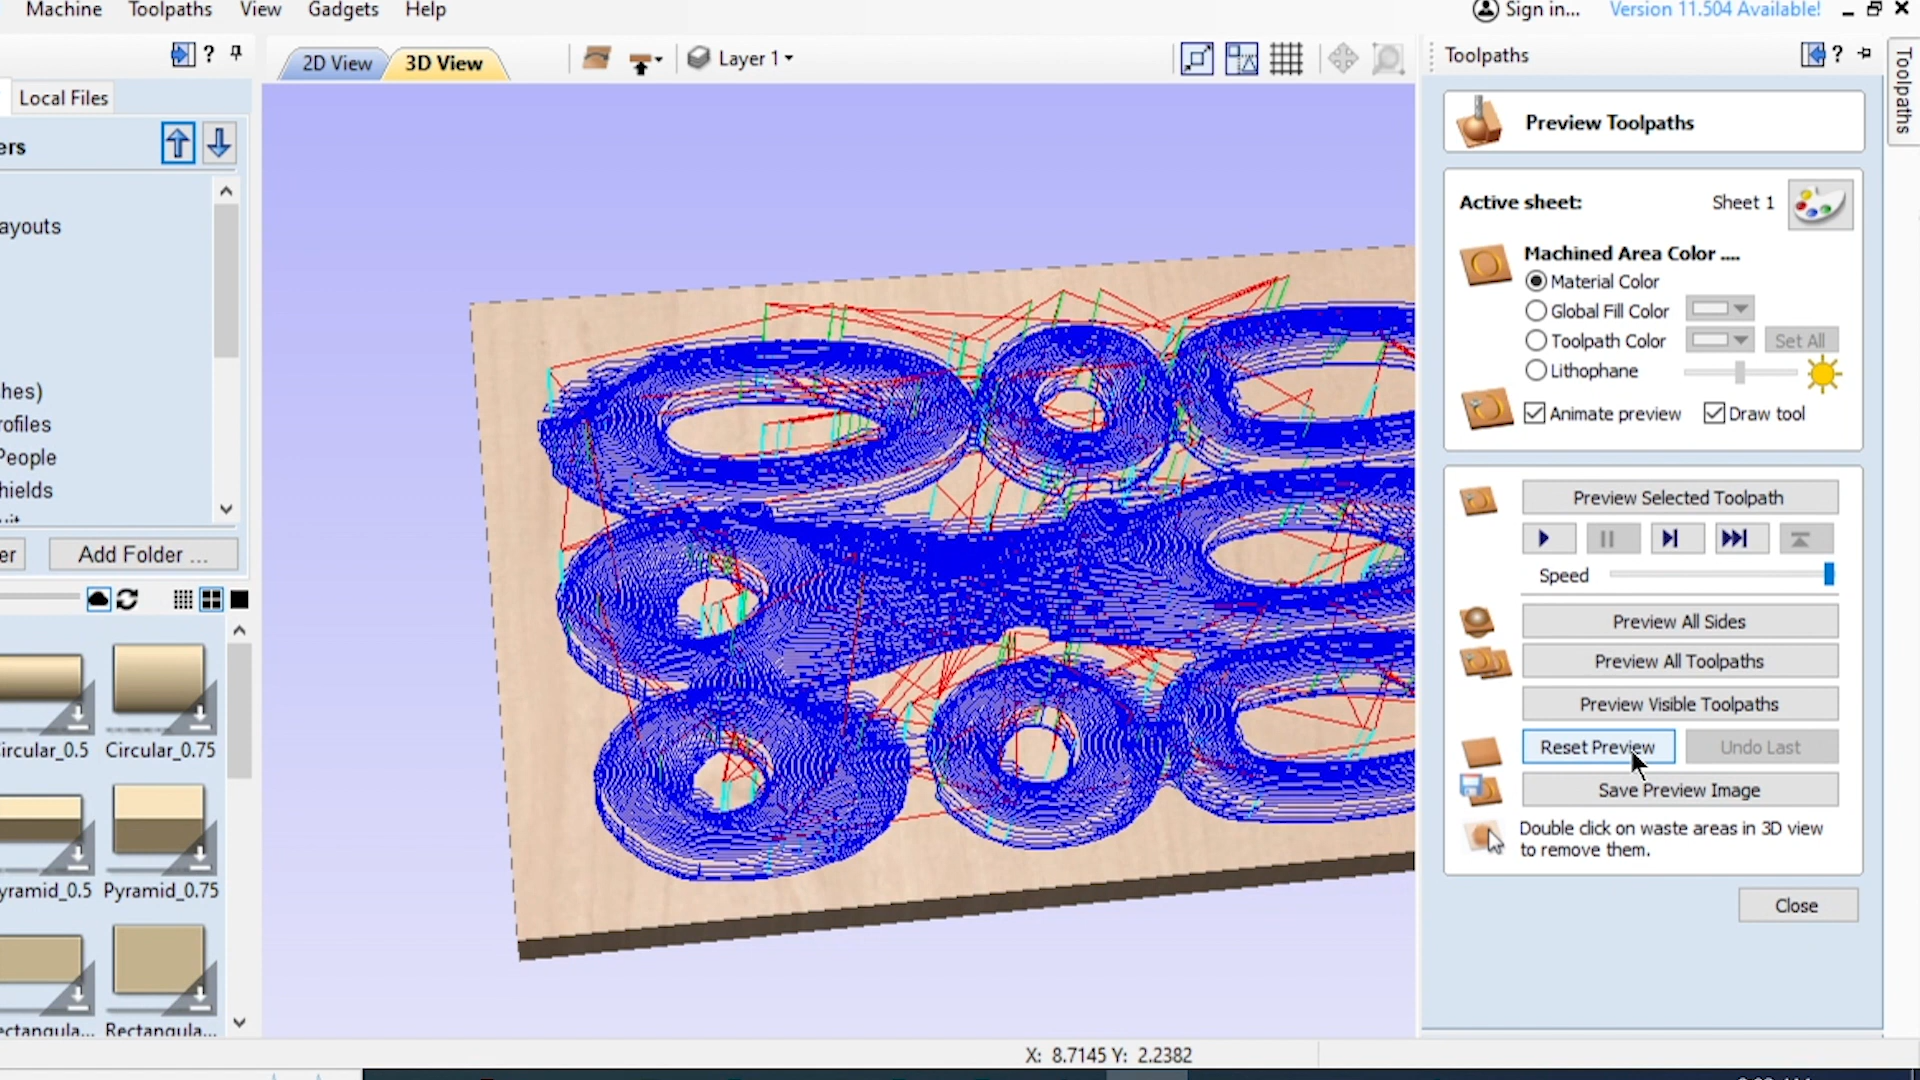 Machine Toolpaths View Gadgets Help
Sign in... Version 11.504 Available!
2D View 3D View Layer 1
Toolpaths
Toolpaths
Local Files
ers
ayouts
hes)
rofiles
People
hields
er Add Folder ...
ircular_0.5 Circular_0.75
yramid_0.5 Pyramid_0.75
ectangula... Rectangula...
Preview Toolpaths
Active sheet: Sheet 1
Machined Area Color ....
Material Color
Global Fill Color
Toolpath Color Set All
Lithophane
Animate preview Draw tool
Preview Selected Toolpath
Speed
Preview All Sides
Preview All Toolpaths
Preview Visible Toolpaths
Reset Preview Undo Last
Save Preview Image
Double click on waste areas in 3D view
to remove them.
Close
X: 8.7145 Y: 2.2382